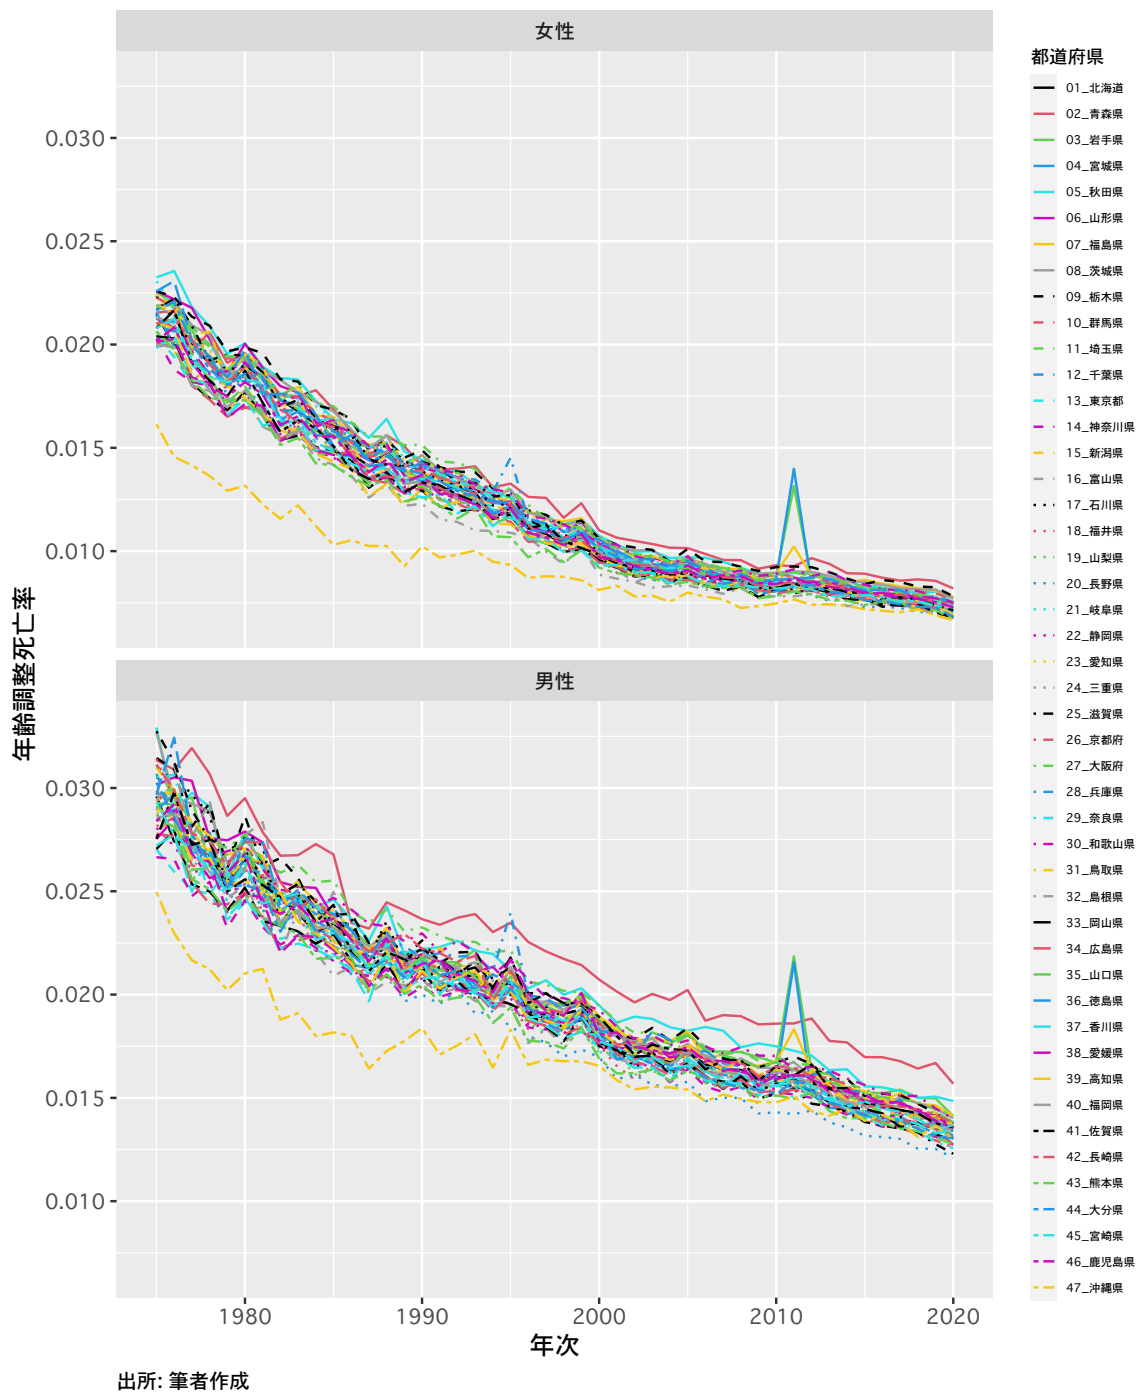 女性
0.030
0.025
0.020
0.015
0.010
男性
0.030
0.025
0.020
0.015
0.010
1980
1990
2000
2010
2020
年次
年齢調整死亡率
出所: 筆者作成
都道府県
01_北海道
02_青森県
03_岩手県
04_宮城県
05_秋田県
06_山形県
07_福島県
08_茨城県
09_栃木県
10_群馬県
11_埼玉県
12_千葉県
13_東京都
14_神奈川県
15_新潟県
16_富山県
17_石川県
18_福井県
19_山梨県
20_長野県
21_岐阜県
22_静岡県
23_愛知県
24_三重県
25_滋賀県
26_京都府
27_大阪府
28_兵庫県
29_奈良県
30_和歌山県
31_鳥取県
32_島根県
33_岡山県
34_広島県
35_山口県
36_徳島県
37_香川県
38_愛媛県
39_高知県
40_福岡県
41_佐賀県
42_長崎県
43_熊本県
44_大分県
45_宮崎県
46_鹿児島県
47_沖縄県